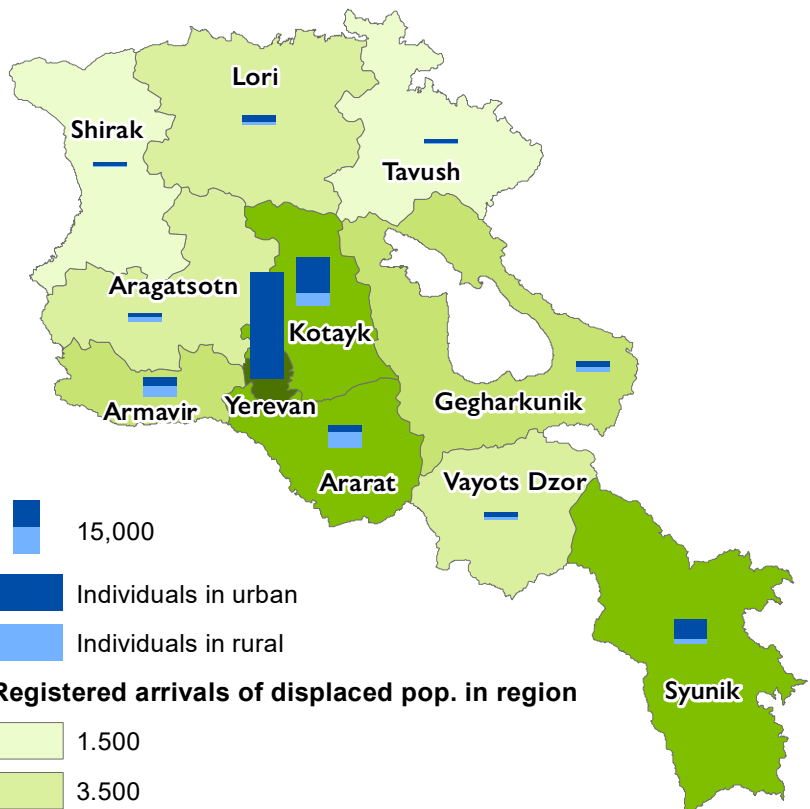 Lori
Shirak
Tavush
Aragatsotn
Kotayk
Armavir
Yerevan
Gegharkunik
Ararat
Vayots Dzor
15,000
Individuals in urban
Individuals in rural
Syunik
Registered arrivals of displaced pop. in region
1.500
3.500